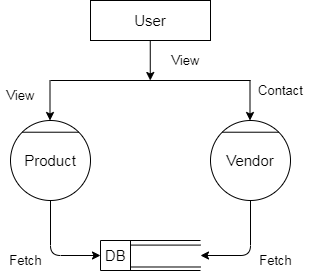 User
View
View
Contact
Product
Vendor
DB
Fetch
Fetch